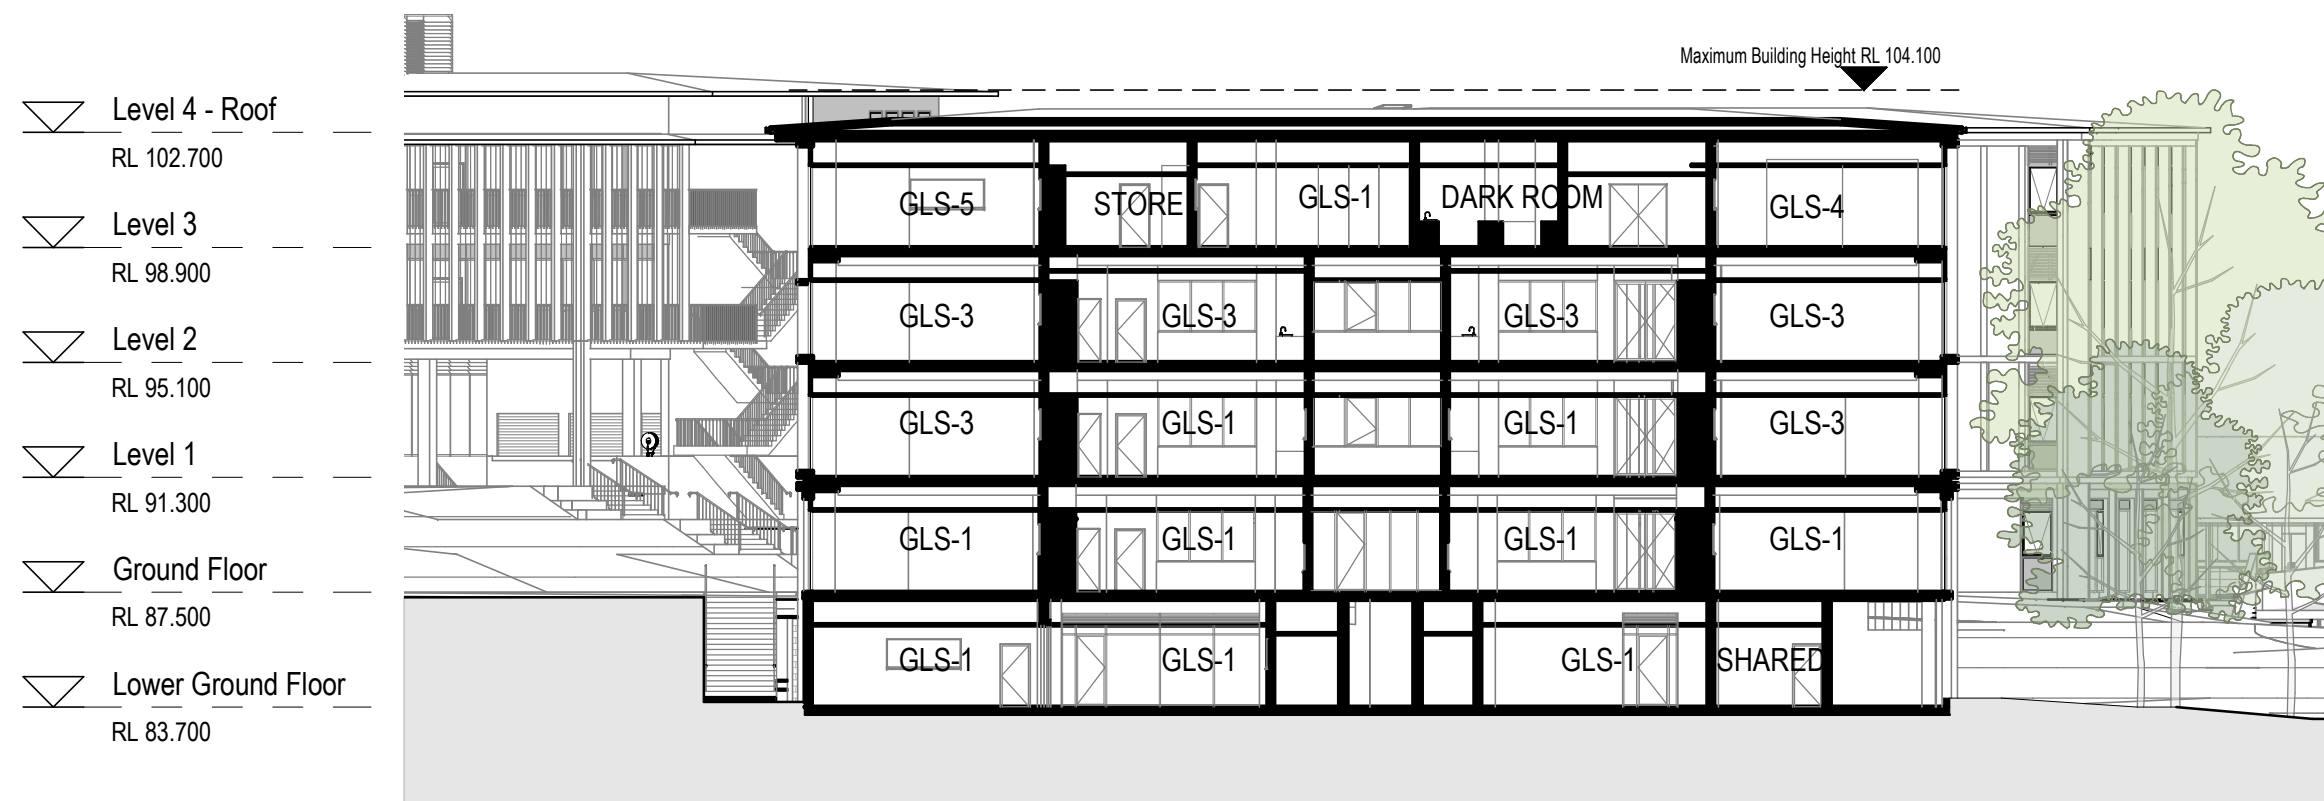 Maximum Building Height RL 104.100
Level 4 - Roof
RL 102.700
Level 3
RL 98.900
Level 2
RL 95.100
Level 1
RL 91.300
Ground Floor
RL 87.500
Lower Ground Floor
RL 83.700
GLS-5 STORE GLS-1 DARK ROOM GLS-4
GLS-3 GLS-3 GLS-3 GLS-3
GLS-3 GLS-1 GLS-1 GLS-3
GLS-1 GLS-1 GLS-1 GLS-1
GLS-1 GLS-1 GLS-1 SHARED